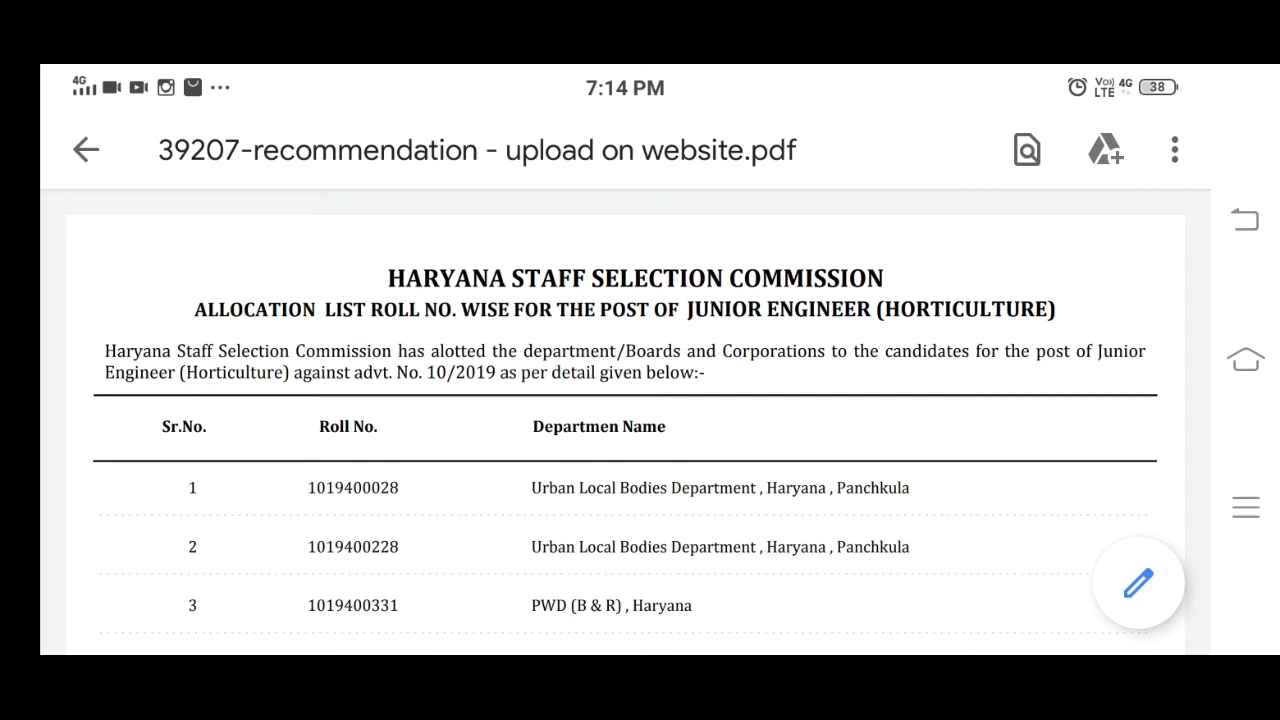 4G 7:14 PM Vo) LTE 4G 38
39207-recommendation - upload on website.pdf
HARYANA STAFF SELECTION COMMISSION
ALLOCATION LIST ROLL NO. WISE FOR THE POST OF JUNIOR ENGINEER (HORTICULTURE)
Haryana Staff Selection Commission has alotted the department/Boards and Corporations to the candidates for the post of Junior
Engineer (Horticulture) against advt. No. 10/2019 as per detail given below:-
Sr.No. Roll No. Departmen Name
1 1019400028 Urban Local Bodies Department , Haryana , Panchkula
2 1019400228 Urban Local Bodies Department , Haryana , Panchkula
3 1019400331 PWD (B & R) , Haryana